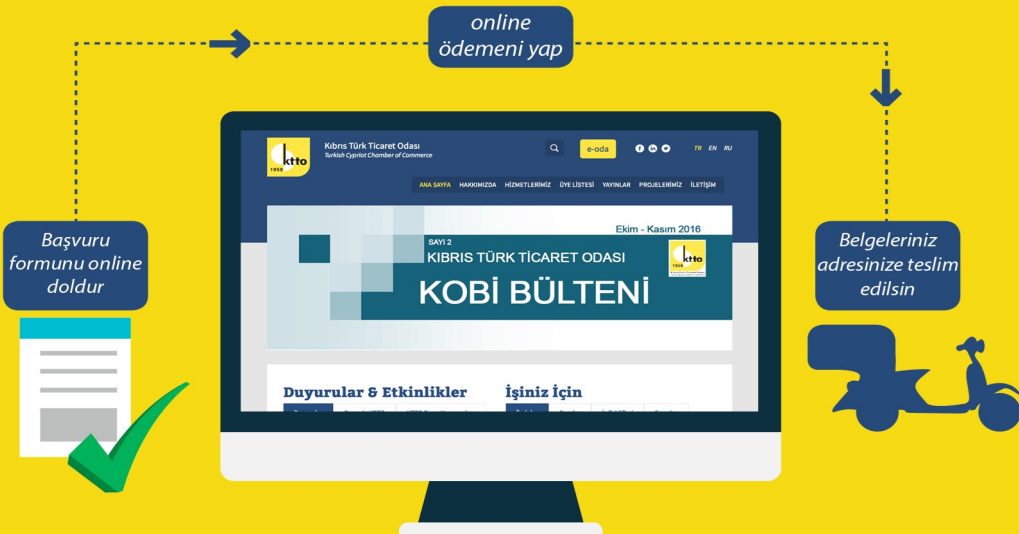 online
ödemeni yap
Başvuru
formunu online
doldur
Belgeleriniz
adresinize teslim
edilsin
ktto
1958
Kıbrıs Türk Ticaret Odası
Turkish Cypriot Chamber of Commerce
e-oda
TR EN RU
ANA SAYFA HAKKIMIZDA HİZMETLERİMİZ ÜYE LİSTESİ YAYINLAR PROJELERİMİZ İLETİŞİM
Ekim - Kasım 2016
SAYI 2
KIBRIS TÜRK TİCARET ODASI
KOBİ BÜLTENİ
ktto
1958
Duyurular & Etkinlikler
İşiniz İçin